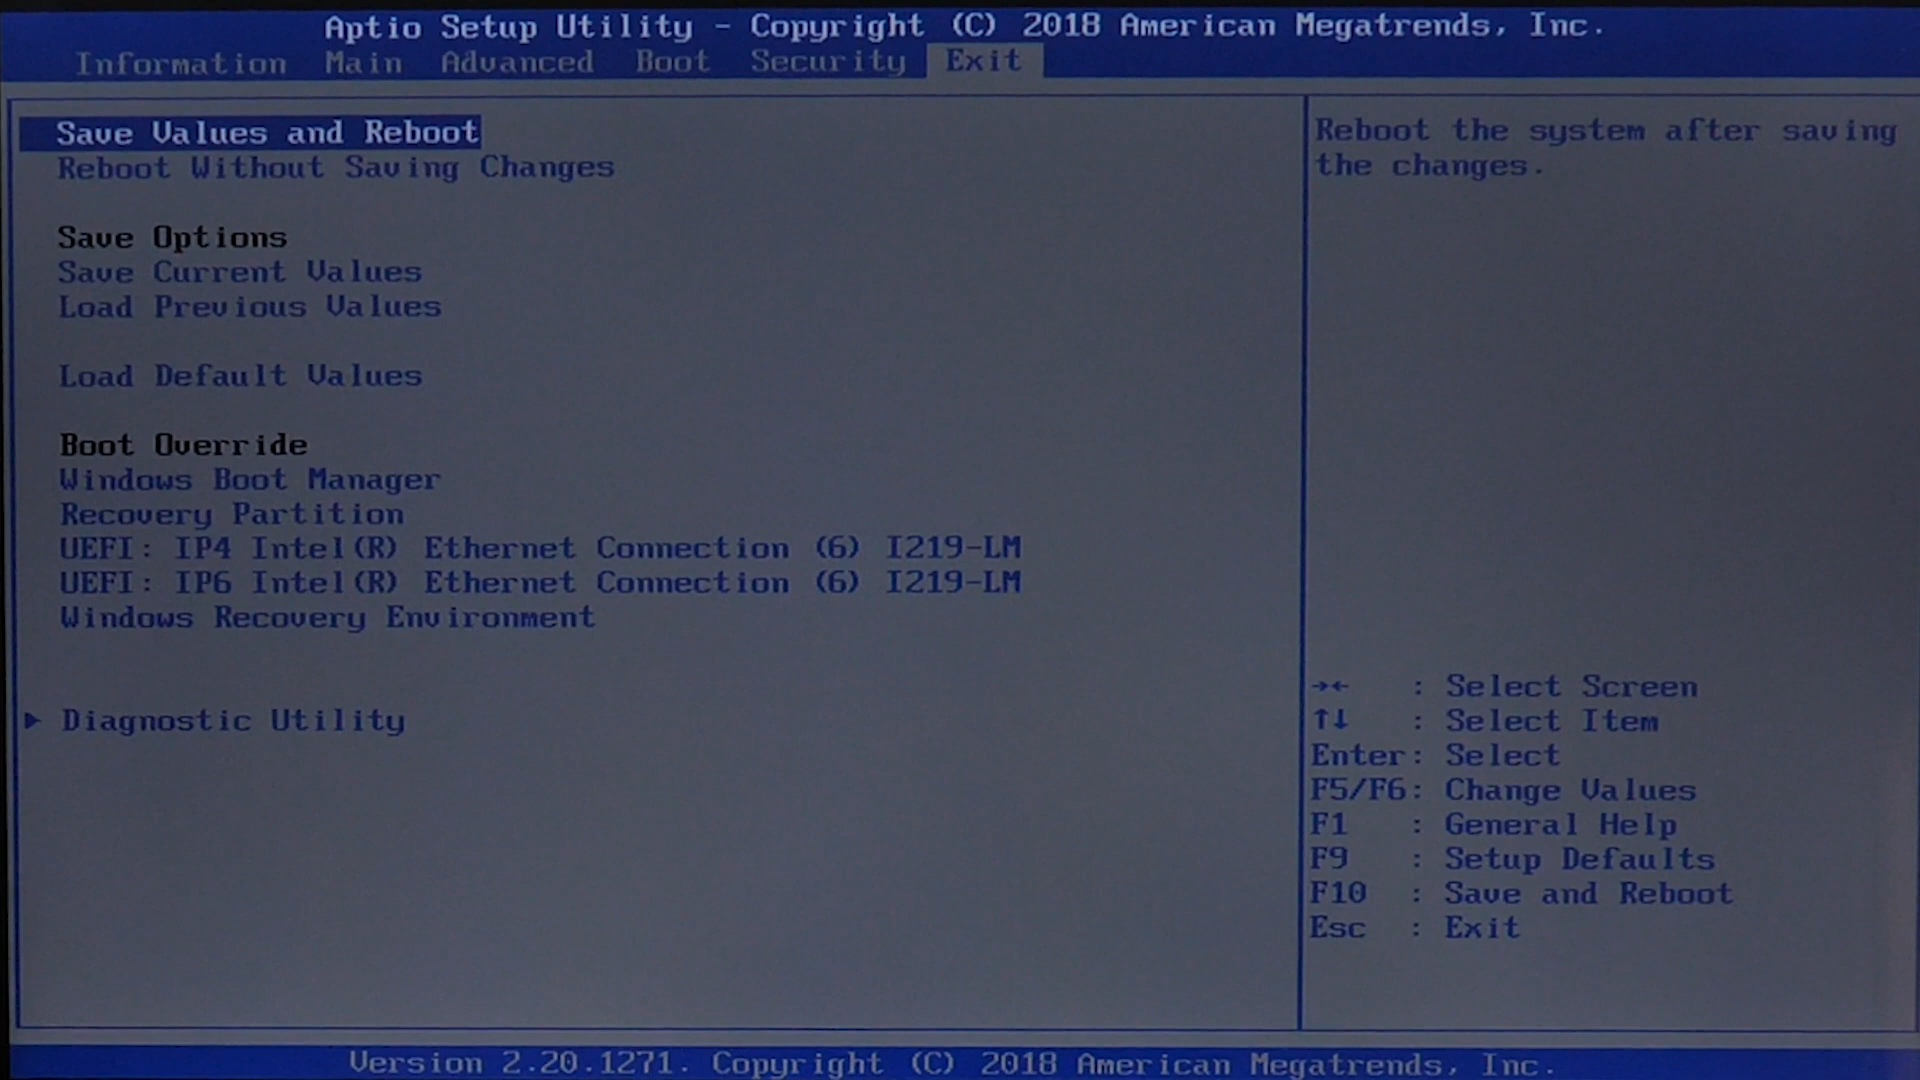 Aptio Setup Utility - Copyright (C) 2018 American Megatrends, Inc.
Information Main Advanced Boot Security Exit
Save Values and Reboot
Reboot Without Saving Changes
Save Options
Save Current Values
Load Previous Values
Load Default Values
Boot Override
Windows Boot Manager
Recovery Partition
UEFI: IP4 Intel(R) Ethernet Connection (6) I219-LM
UEFI: IP6 Intel(R) Ethernet Connection (6) I219-LM
Windows Recovery Environment
Diagnostic Utility
Reboot the system after saving
the changes.
→← : Select Screen
↑↓ : Select Item
Enter: Select
F5/F6: Change Values
F1 : General Help
F9 : Setup Defaults
F10 : Save and Reboot
Esc : Exit
Version 2.20.1271. Copyright (C) 2018 American Megatrends, Inc.